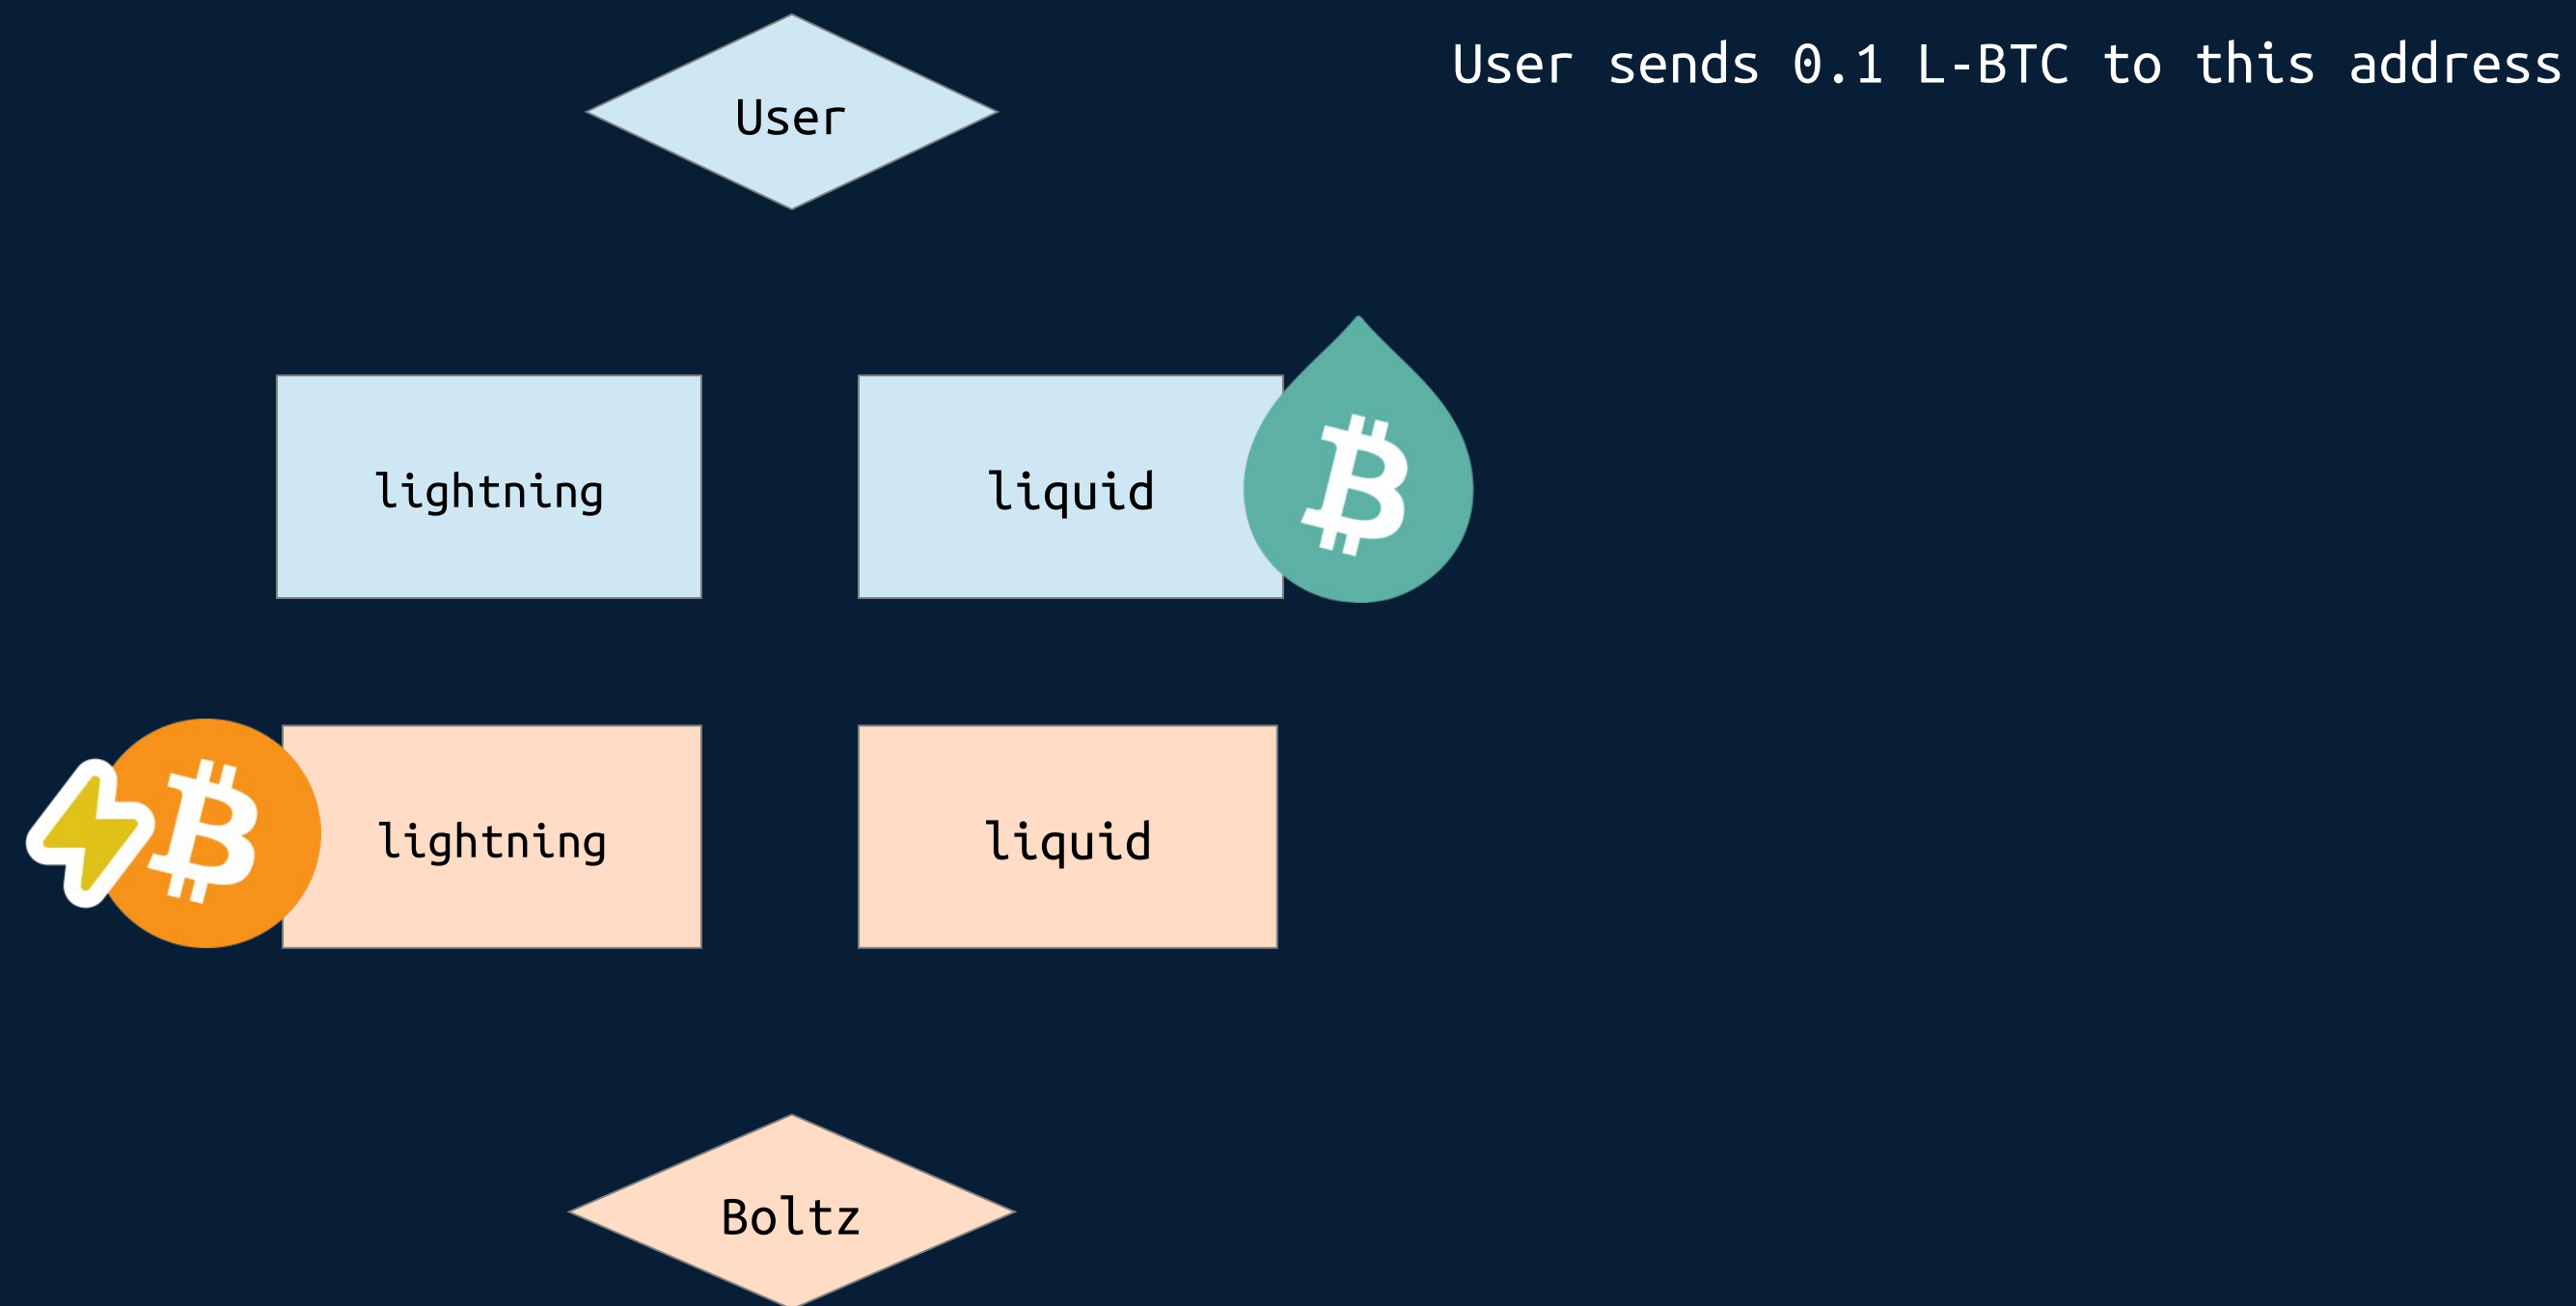 User
User sends 0.1 L-BTC to this address
lightning
liquid
lightning
liquid
Boltz